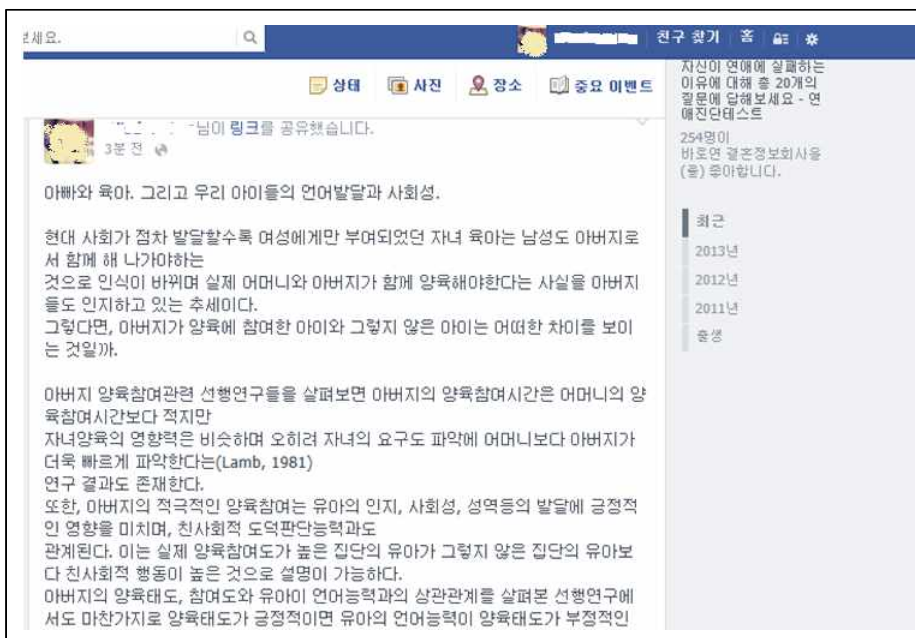 보세요.
친구 찾기 홈
상태 사진 장소 중요 이벤트
님이 링크를 공유했습니다.
3분 전
아빠와 육아. 그리고 우리 아이들의 언어발달과 사회성.
현대 사회가 점차 발달할수록 여성에게만 부여되었던 자녀 육아는 남성도 아버지로
서 함께 해 나가야하는
것으로 인식이 바뀌며 실제 어머니와 아버지가 함께 양육해야한다는 사실을 아버지
들도 인지하고 있는 추세이다.
그렇다면, 아버지가 양육에 참여한 아이와 그렇지 않은 아이는 어떠한 차이를 보이
는 것일까.
아버지 양육참여관련 선행연구들을 살펴보면 아버지의 양육참여시간은 어머니의 양
육참여시간보다 적지만
자녀양육의 영향력은 비슷하며 오히려 자녀의 요구도 파악에 어머니보다 아버지가
더욱 빠르게 파악한다는(Lamb, 1981)
연구 결과도 존재한다.
또한, 아버지의 적극적인 양육참여는 유아의 인지, 사회성, 성역등의 발달에 긍정적
인 영향을 미치며, 친사회적 도덕판단능력과도
관계된다. 이는 실제 양육참여도가 높은 집단의 유아가 그렇지 않은 집단의 유아보
다 친사회적 행동이 높은 것으로 설명이 가능하다.
아버지의 양육태도, 참여도와 유아이 언어능력과의 상관관계를 살펴본 선행연구에
서도 마찬가지로 양육태도가 긍정적이면 유아의 언어능력이 양육태도가 부정적인
자신이 연애에 실패하는
이유에 대해 총 20개의
질문에 답해보세요 - 연
애진단테스트
254명이
바로연 결혼정보회사을
(를) 좋아합니다.
최근
2013년
2012년
2011년
출생